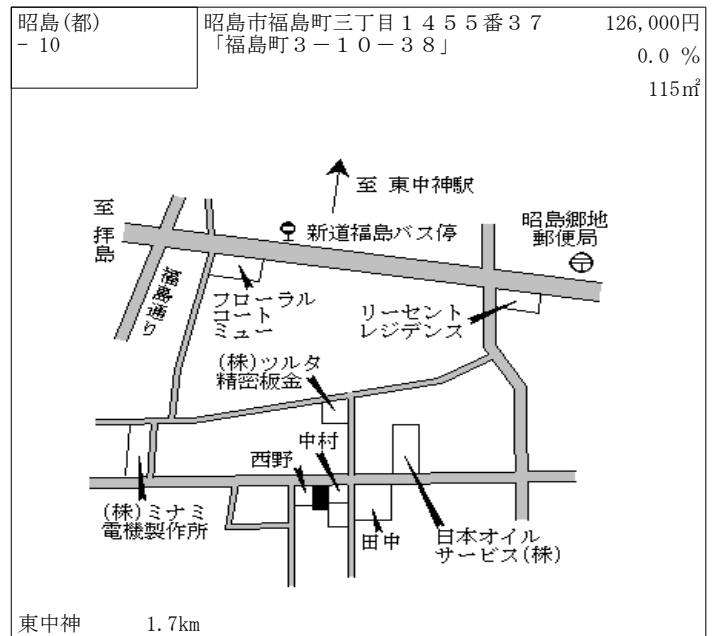 昭島(都)
- 10
昭島市福島町三丁目１４５５番３７
「福島町３－１０－３８」
126,000円
0.0 %
115㎡
至 東中神駅
至 拝島
新道福島バス停
昭島郷地
郵便局
福島通り
フローラル
コート
ミュー
リーセント
レジデンス
(株)ツルタ
精密板金
中村
西野
(株)ミナミ
電機製作所
田中
日本オイル
サービス(株)
東中神 1.7km